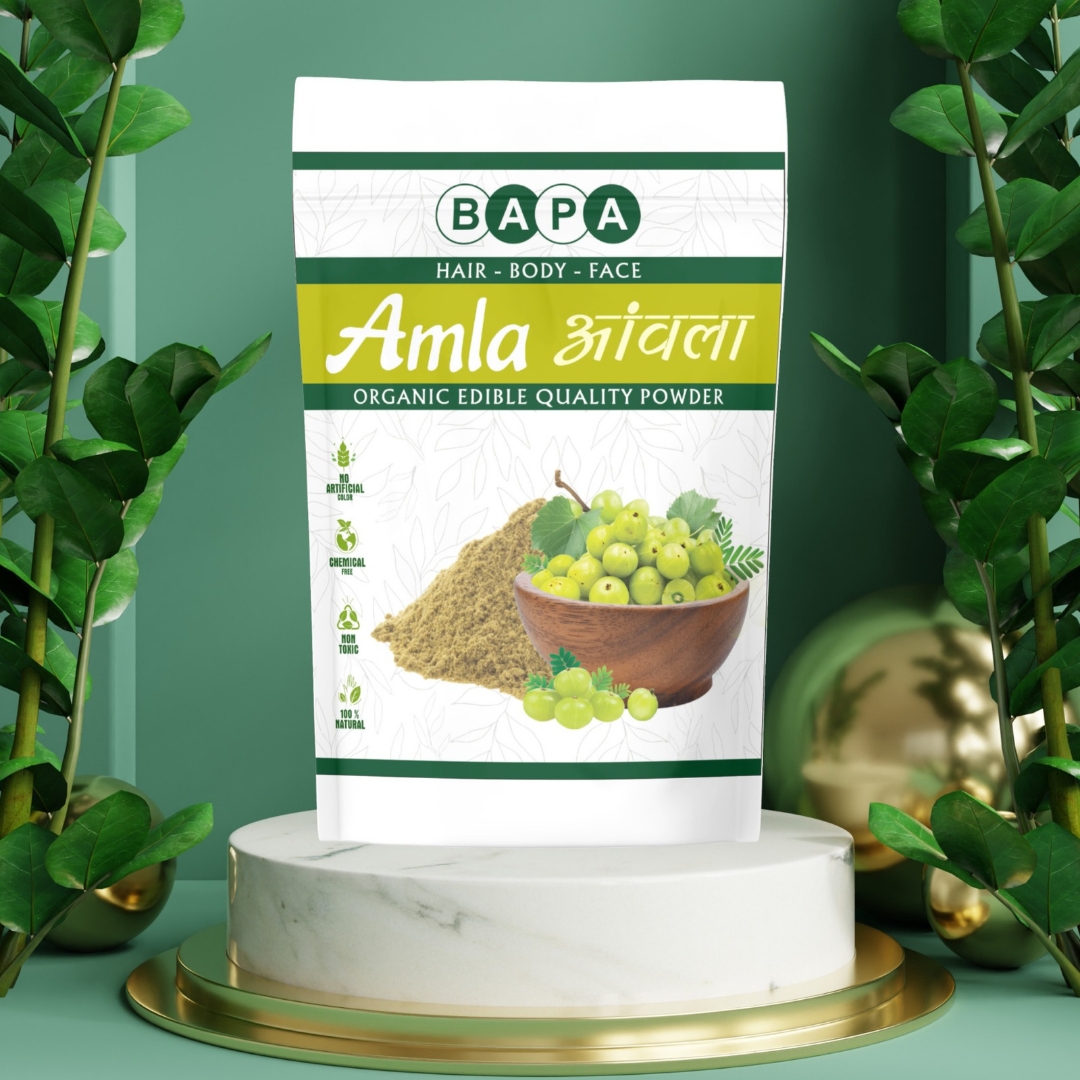 BAPA
HAIR - BODY - FACE
Amla आंवला
ORGANIC EDIBLE QUALITY POWDER
NO
ARTIFICIAL
COLOR
CHEMICAL
FREE
NON
TOXIC
100 %
NATURAL